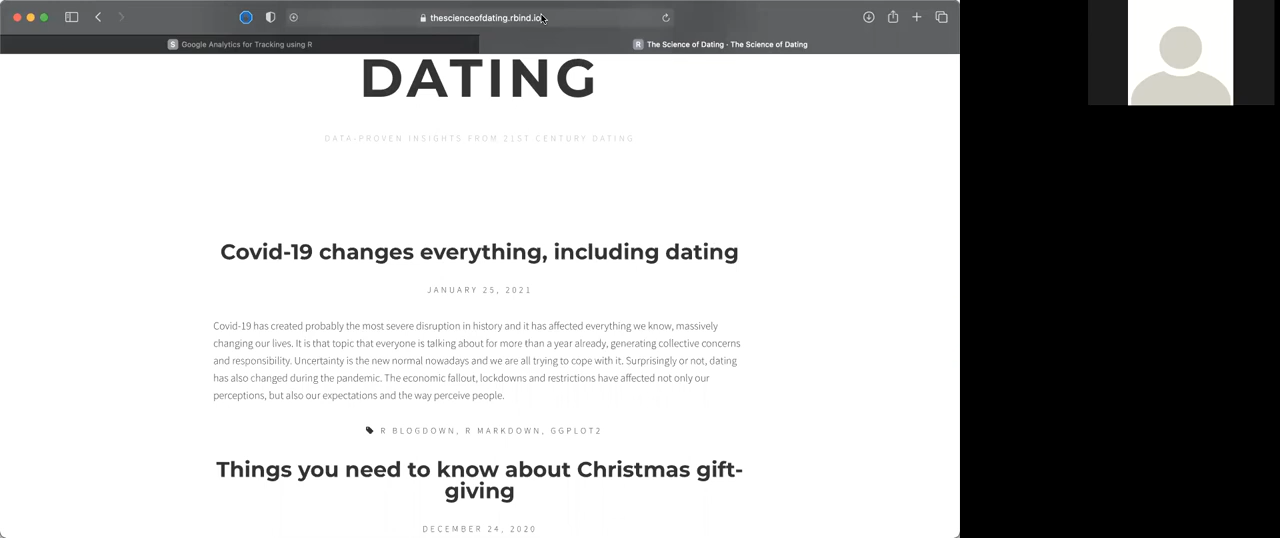 thescienceofdating.rbind.io
S Google Analytics for Tracking using R
R The Science of Dating - The Science of Dating
DATING
DATA-PROVEN INSIGHTS FROM 21ST CENTURY DATING
Covid-19 changes everything, including dating
JANUARY 25, 2021
Covid-19 has created probably the most severe disruption in history and it has affected everything we know, massively
changing our lives. It is that topic that everyone is talking about for more than a year already, generating collective concerns
and responsibility. Uncertainty is the new normal nowadays and we are all trying to cope with it. Surprisingly or not, dating
has also changed during the pandemic. The economic fallout, lockdowns and restrictions have affected not only our
perceptions, but also our expectations and the way perceive people.
R BLOGDOWN, R MARKDOWN, GGPLOT2
Things you need to know about Christmas gift-
giving
DECEMBER 24, 2020